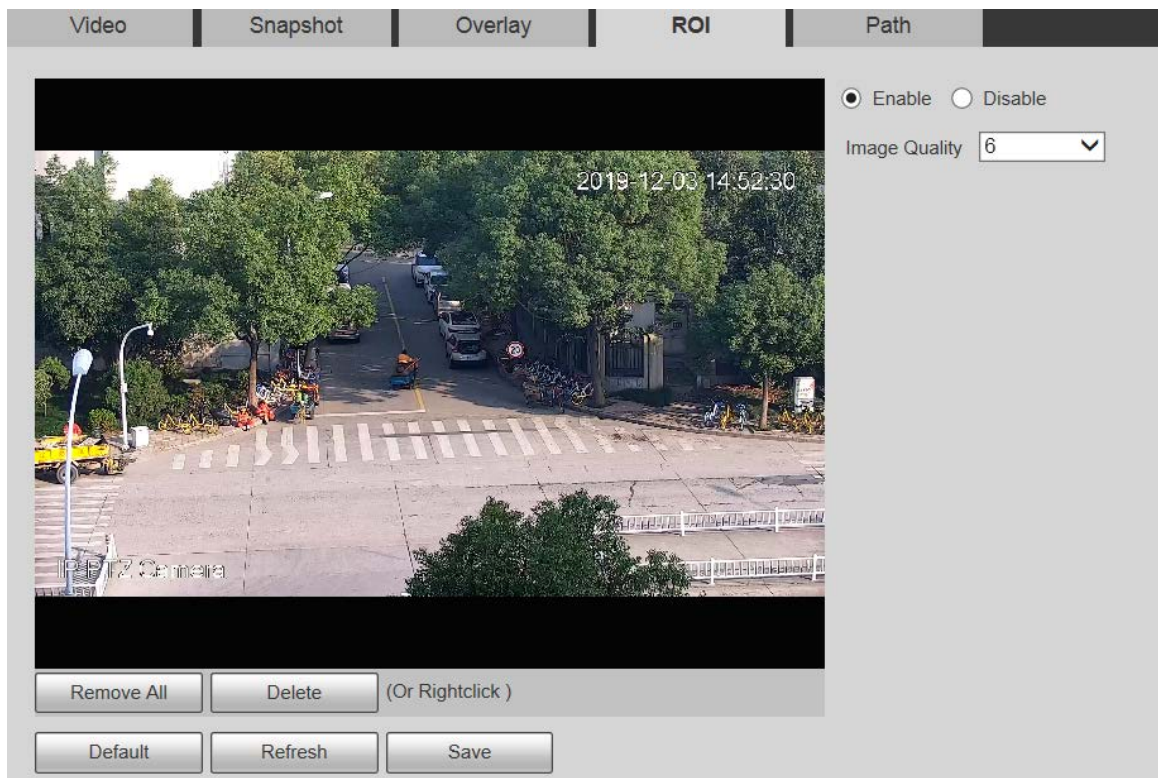 Video Snapshot Overlay ROI Path
Enable Disable
Image Quality 6
2019-12-03 14:52:30
IP PTZ Camera
Remove All Delete (Or Rightclick )
Default Refresh Save